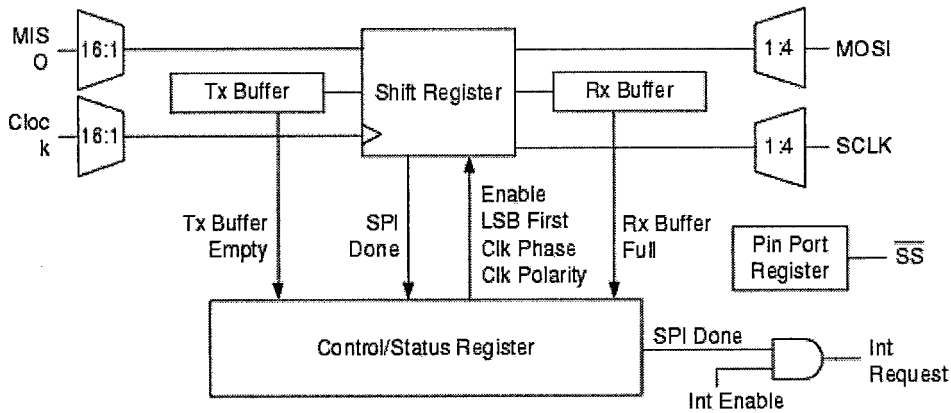 MIS
O
16:1
Shift Register
1:4
MOSI
Tx Buffer
Rx Buffer
Cloc
k
16:1
1:4
SCLK
Tx Buffer
Empty
SPI
Done
Enable
LSB First
Clk Phase
Clk Polarity
Rx Buffer
Full
Pin Port
Register
SS
Control/Status Register
SPI Done
Int Enable
Int
Request